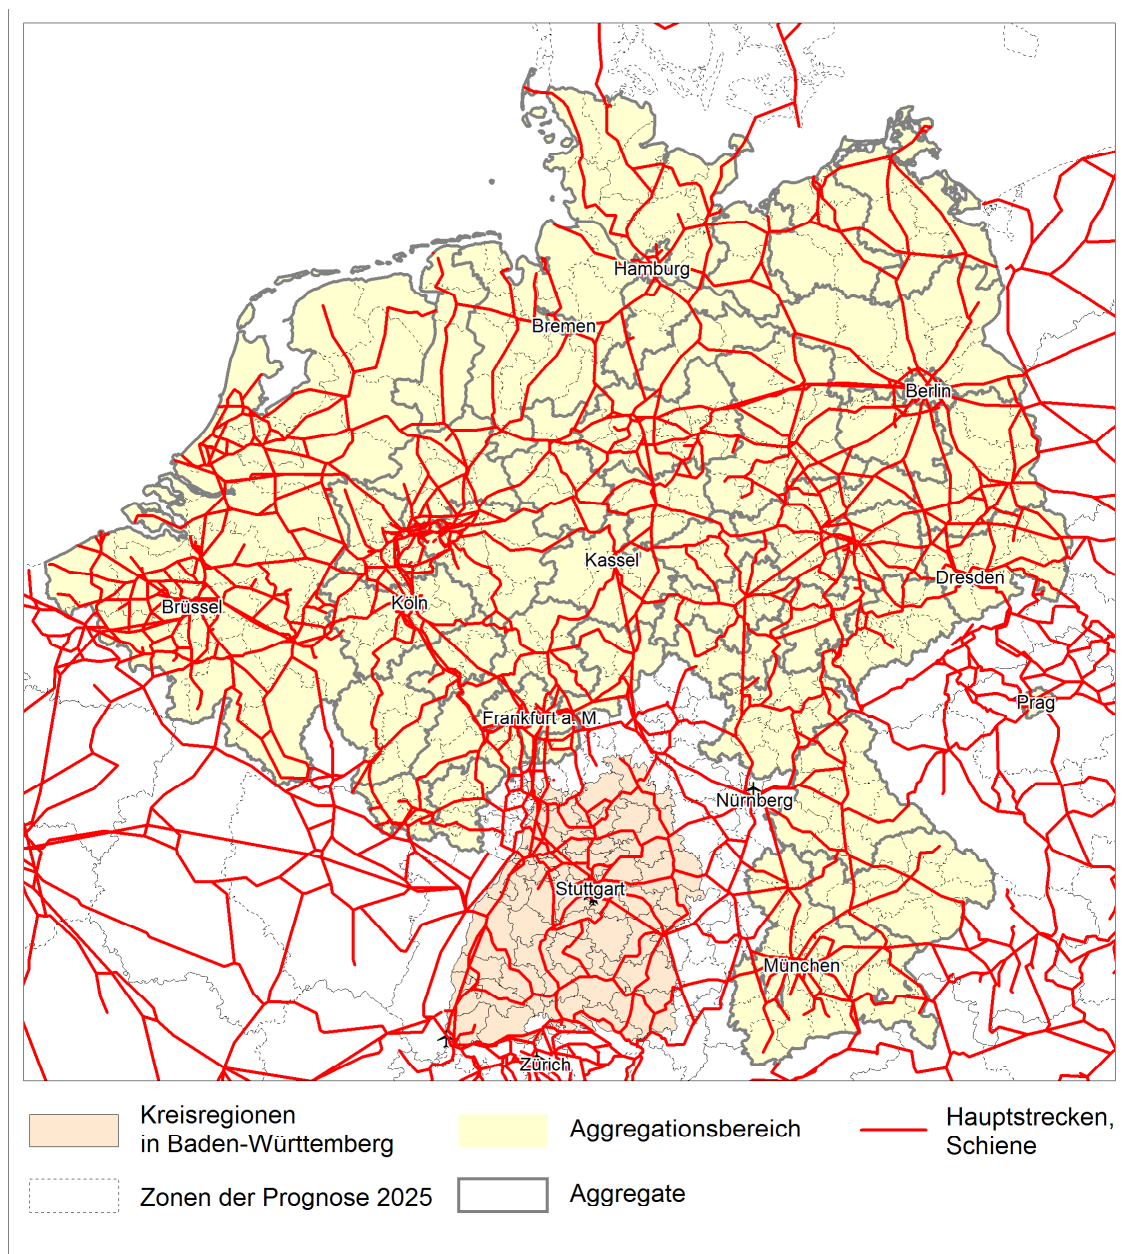 Hamburg
Bremen
Berlin
Kassel
Dresden
Köln
Brüssel
Prag
Frankfurt a. M.
Nürnberg
Stuttgart
München
Zürich
Kreisregionen
in Baden-Württemberg
Aggregationsbereich
Hauptstrecken,
Schiene
Zonen der Prognose 2025
Aggregate